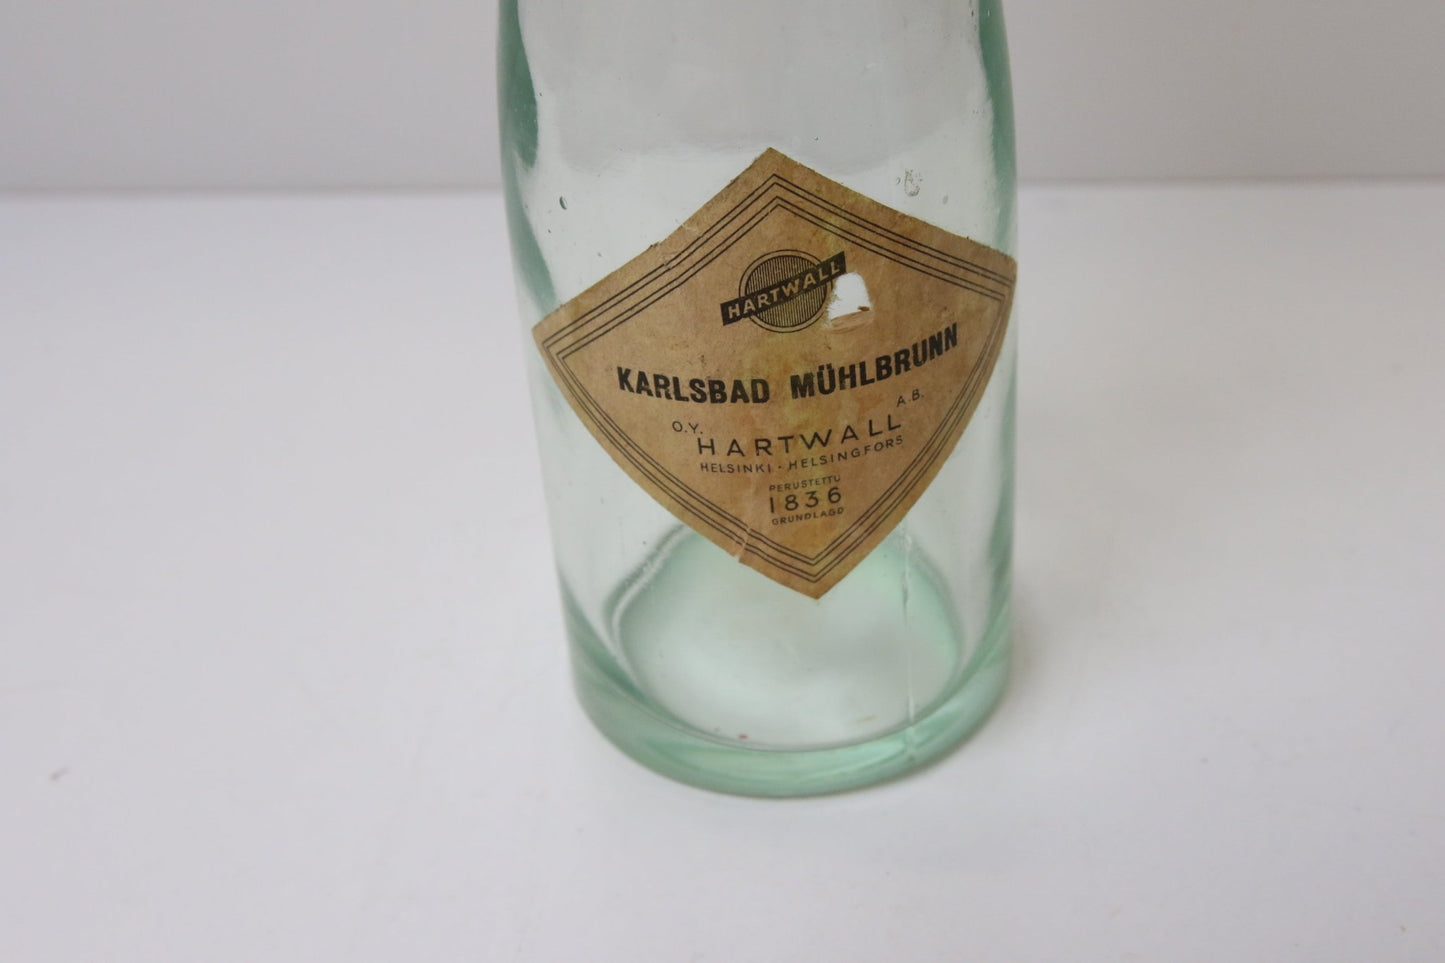 HARTWALL
KARLSBAD MÜHLBRUNN
O.Y. HARTWALL A.B.
HELSINKI - HELSINGFORS
PERUSTETTU
1836
GRUNDLAGD